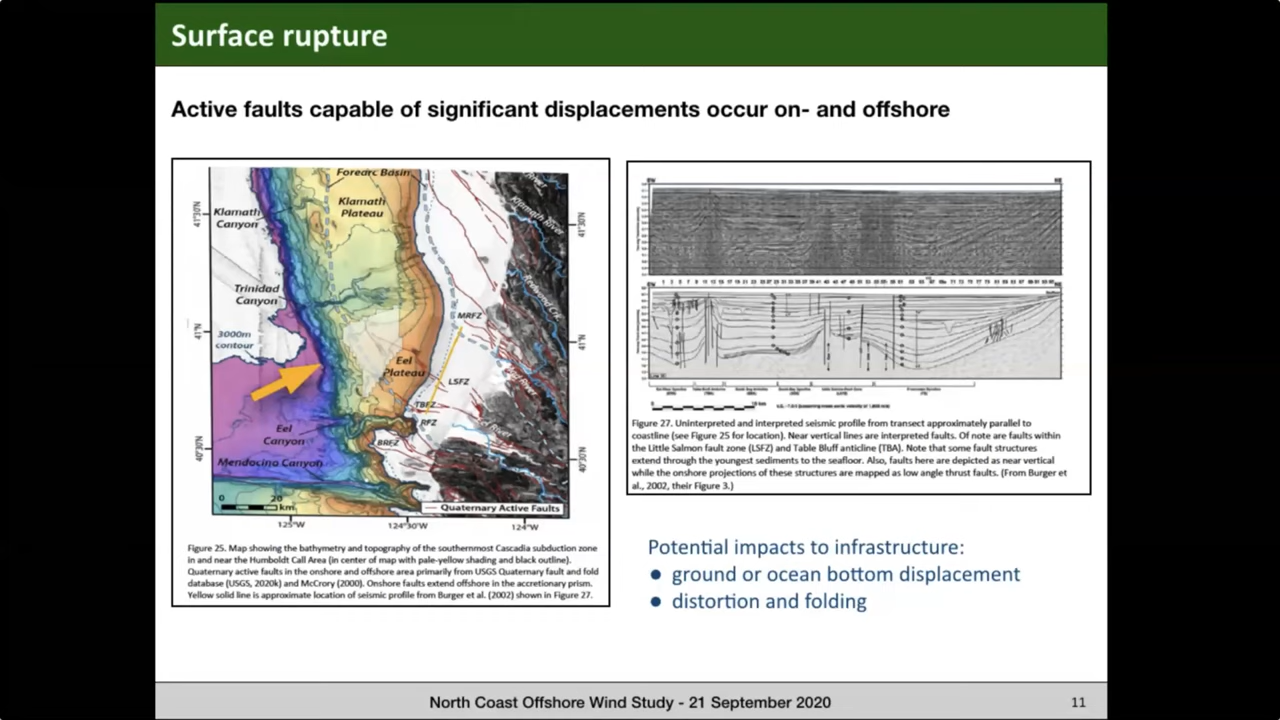 Surface rupture
Active faults capable of significant displacements occur on- and offshore
Forearc Basin
Klamath
Plateau
Klamath
Canyon
Klamath River
41°30'N
41°30'N
Trinidad
Canyon
Redwood Crk
3000m
contour
41°N
41°N
MRFZ
Eel
Plateau
LSFZ
TBFZ
RFZ
BRFZ
Eel
Canyon
40°30'N
40°30'N
Mendocino Canyon
0 20
km
Quaternary Active Faults
125°W
124°30'W
124°W
Figure 25. Map showing the bathymetry and topography of the southernmost Cascadia subduction zone
in and near the Humboldt Call Area (in center of map with pale-yellow shading and black outline).
Quaternary active faults in the onshore and offshore area primarily from USGS Quaternary fault and fold
database (USGS, 2020k) and McCrory (2000). Onshore faults extend offshore in the accretionary prism.
Yellow solid line is approximate location of seismic profile from Burger et al. (2002) shown in Figure 27.
Figure 27. Uninterpreted and interpreted seismic profile from transect approximately parallel to
coastline (see Figure 25 for location). Near vertical lines are interpreted faults. Of note are faults within
the Little Salmon fault zone (LSFZ) and Table Bluff anticline (TBA). Note that some fault structures
extend through the youngest sediments to the seafloor. Also, faults here are depicted as near vertical
while the onshore projections of these structures are mapped as low angle thrust faults. (From Burger et
al., 2002, their Figure 3.)
Potential impacts to infrastructure:
● ground or ocean bottom displacement
● distortion and folding
North Coast Offshore Wind Study - 21 September 2020
11